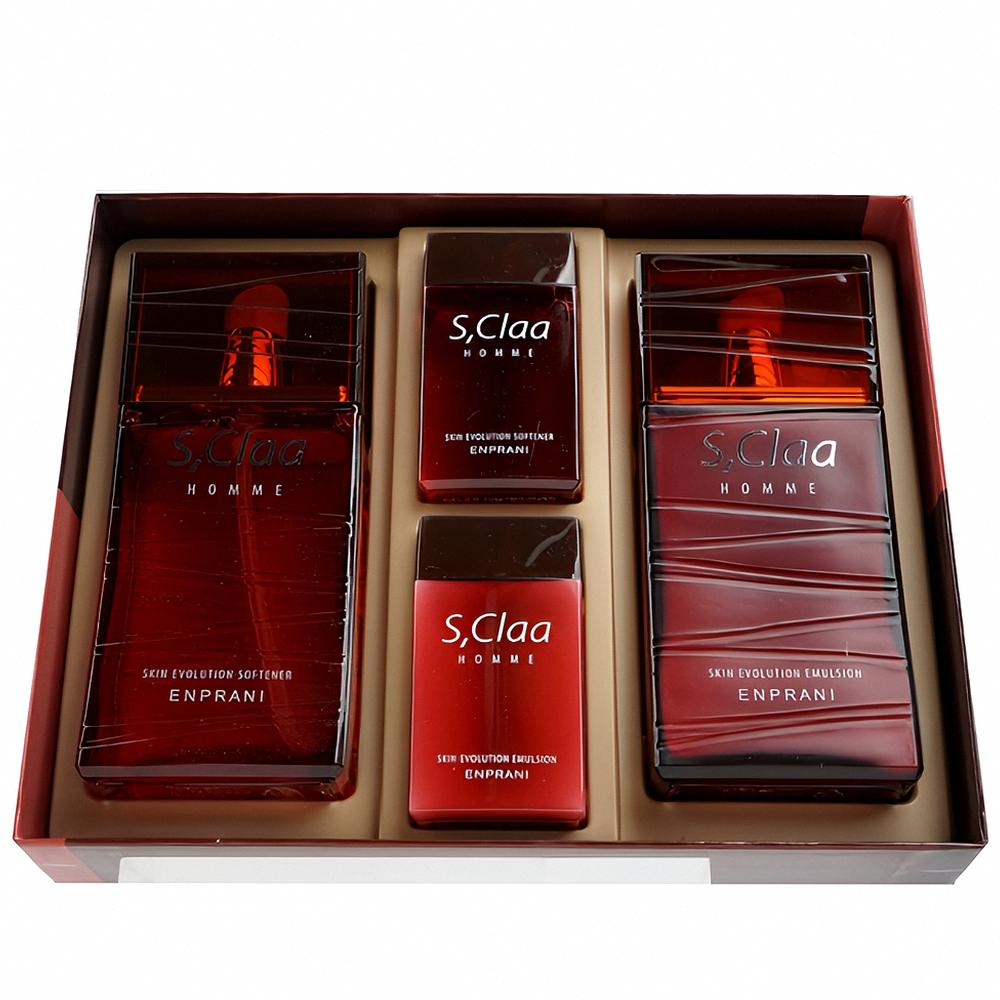 S,Claa
HOMME
SKIN EVOLUTION SOFTENER
ENPRANI
S,Claa
HOMME
SKIN EVOLUTION SOFTENER
ENPRANI
S,Claa
HOMME
SKIN EVOLUTION EMULSION
ENPRANI
S,Claa
HOMME
SKIN EVOLUTION EMULSION
ENPRANI